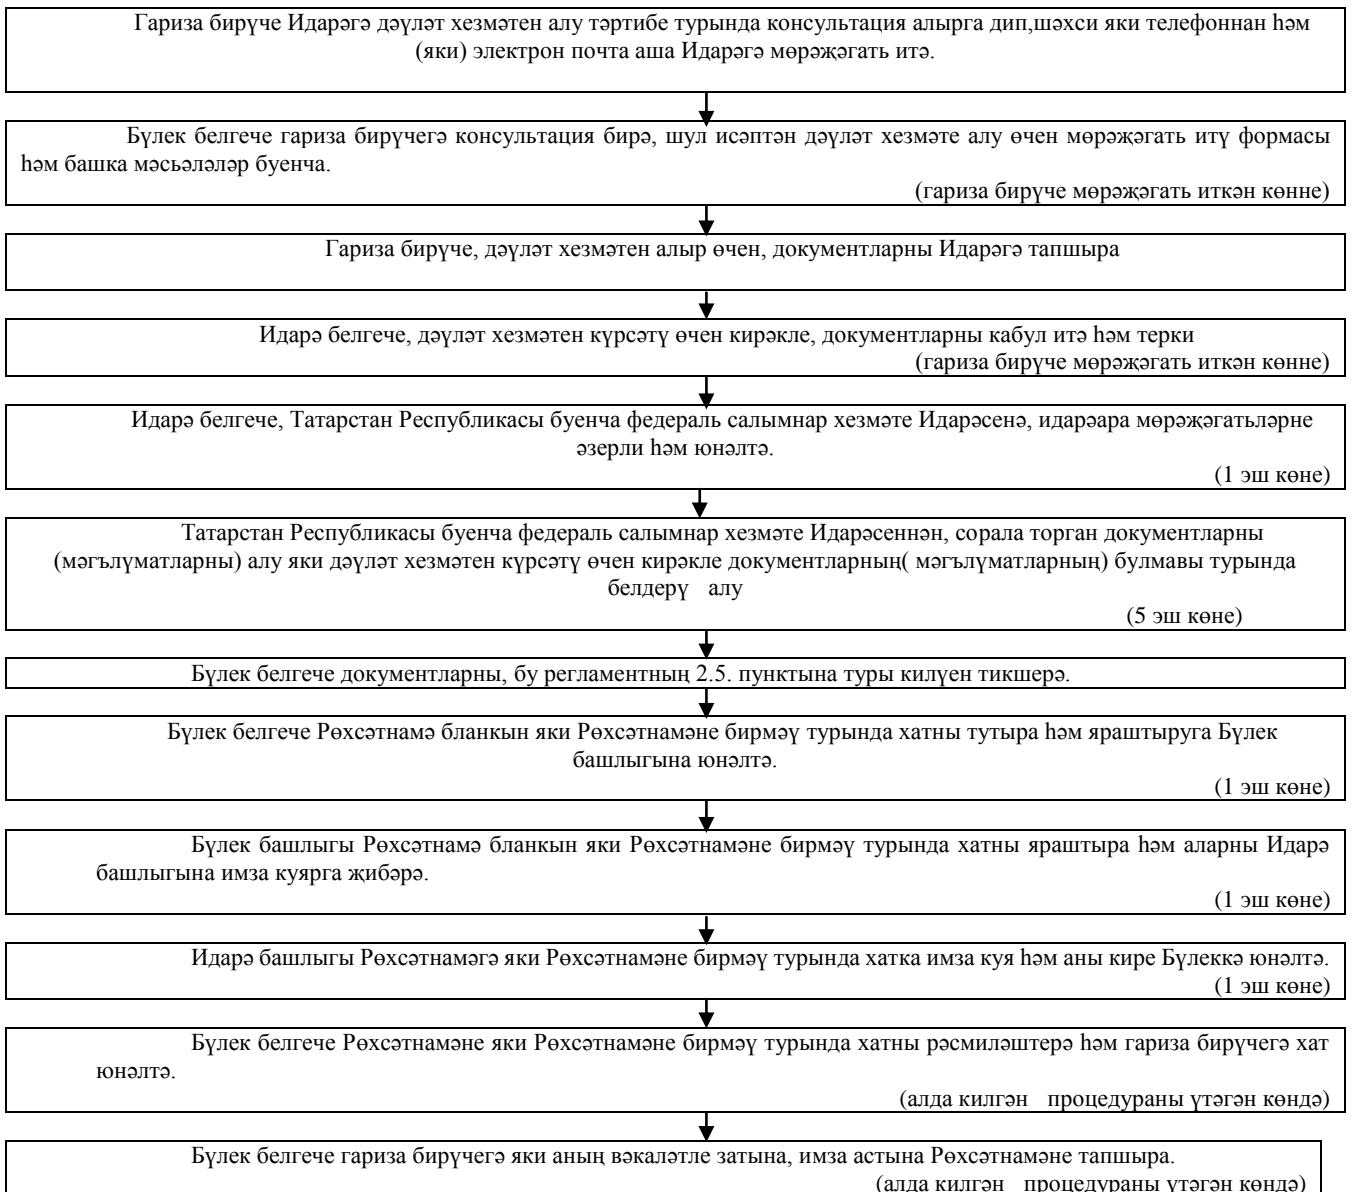 Гариза бирүче Идарәгә дәүләт хезмәтен алу тәртибе турында консультация алырга дип,шәхси яки телефоннан һәм
(яки) электрон почта аша Идарәгә мөрәҗәгать итә.
Бүлек белгече гариза бирүчегә консультация бирә, шул исәптән дәүләт хезмәте алу өчен мөрәҗәгать итү формасы
һәм башка мәсьәләләр буенча.
(гариза бирүче мөрәҗәгать иткән көнне)
Гариза бирүче, дәүләт хезмәтен алыр өчен, документларны Идарәгә тапшыра
Идарә белгече, дәүләт хезмәтен күрсәтү өчен кирәкле, документларны кабул итә һәм терки
(гариза бирүче мөрәҗәгать иткән көнне)
Идарә белгече, Татарстан Республикасы буенча федераль салымнар хезмәте Идарәсенә, идарәара мөрәҗәгатьләрне
әзерли һәм юнәлтә.
(1 эш көне)
Татарстан Республикасы буенча федераль салымнар хезмәте Идарәсеннән, сорала торган документларны
(мәгълүматларны) алу яки дәүләт хезмәтен күрсәтү өчен кирәкле документларның( мәгълүматларның) булмавы турында
белдерү алу
(5 эш көне)
Бүлек белгече документларны, бу регламентның 2.5. пунктына туры килүен тикшерә.
Бүлек белгече Рөхсәтнамә бланкын яки Рөхсәтнамәне бирмәү турында хатны тутыра һәм яраштыруга Бүлек
башлыгына юнәлтә.
(1 эш көне)
Бүлек башлыгы Рөхсәтнамә бланкын яки Рөхсәтнамәне бирмәү турында хатны яраштыра һәм аларны Идарә
башлыгына имза куярга җибәрә.
(1 эш көне)
Идарә башлыгы Рөхсәтнамәгә яки Рөхсәтнамәне бирмәү турында хатка имза куя һәм аны кире Бүлеккә юнәлтә.
(1 эш көне)
Бүлек белгече Рөхсәтнамәне яки Рөхсәтнамәне бирмәү турында хатны рәсмиләштерә һәм гариза бирүчегә хат
юнәлтә.
(алда килгән процедураны үтәгән көндә)
Бүлек белгече гариза бирүчегә яки аның вәкаләтле затына, имза астына Рөхсәтнамәне тапшыра.
(алда килгән процедураны үтәгән көндә)